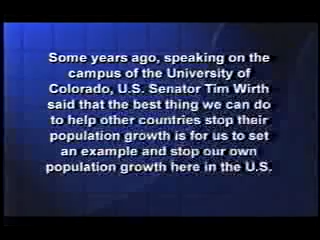 Some years ago, speaking on the
campus of the University of
Colorado, U.S. Senator Tim Wirth
said that the best thing we can do
to help other countries stop their
population growth is for us to set
an example and stop our own
population growth here in the U.S.